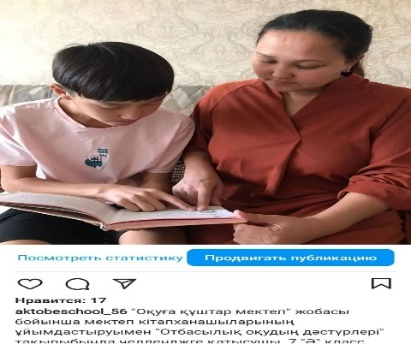 Посмотреть статистику
Продвигать публикацию
Нравится: 17
aktobeschool_56 "Оқуға құштар мектеп" жобасы
бойынша мектеп кітапханашыларының
ұйымдастыруымен "Отбасылық оқудың дәстүрлері"
тақырыбында челленджге қатысушы 7 "Ә" класс